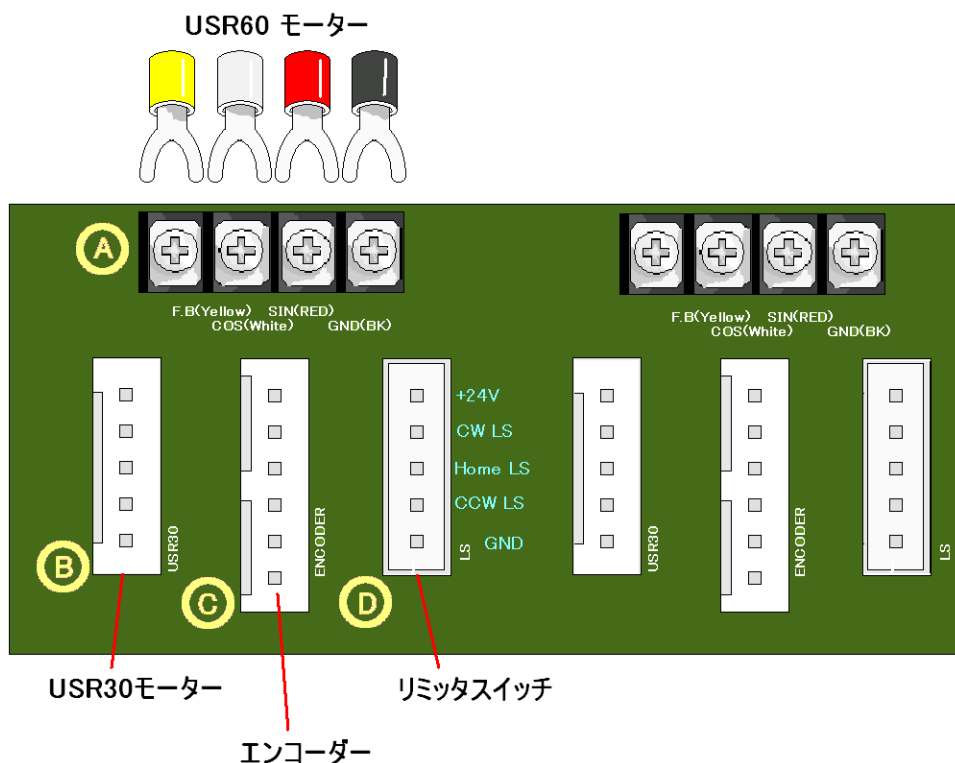 USR60 モーター
A
F.B(Yellow) SIN(RED)
COS(White) GND(BK)
F.B(Yellow) SIN(RED)
COS(White) GND(BK)
+24V
CW LS
Home LS
CCW LS
GND
USR30
ENCODER
LS
USR30
ENCODER
LS
B
C
D
USR30モーター
リミッタスイッチ
エンコーダー